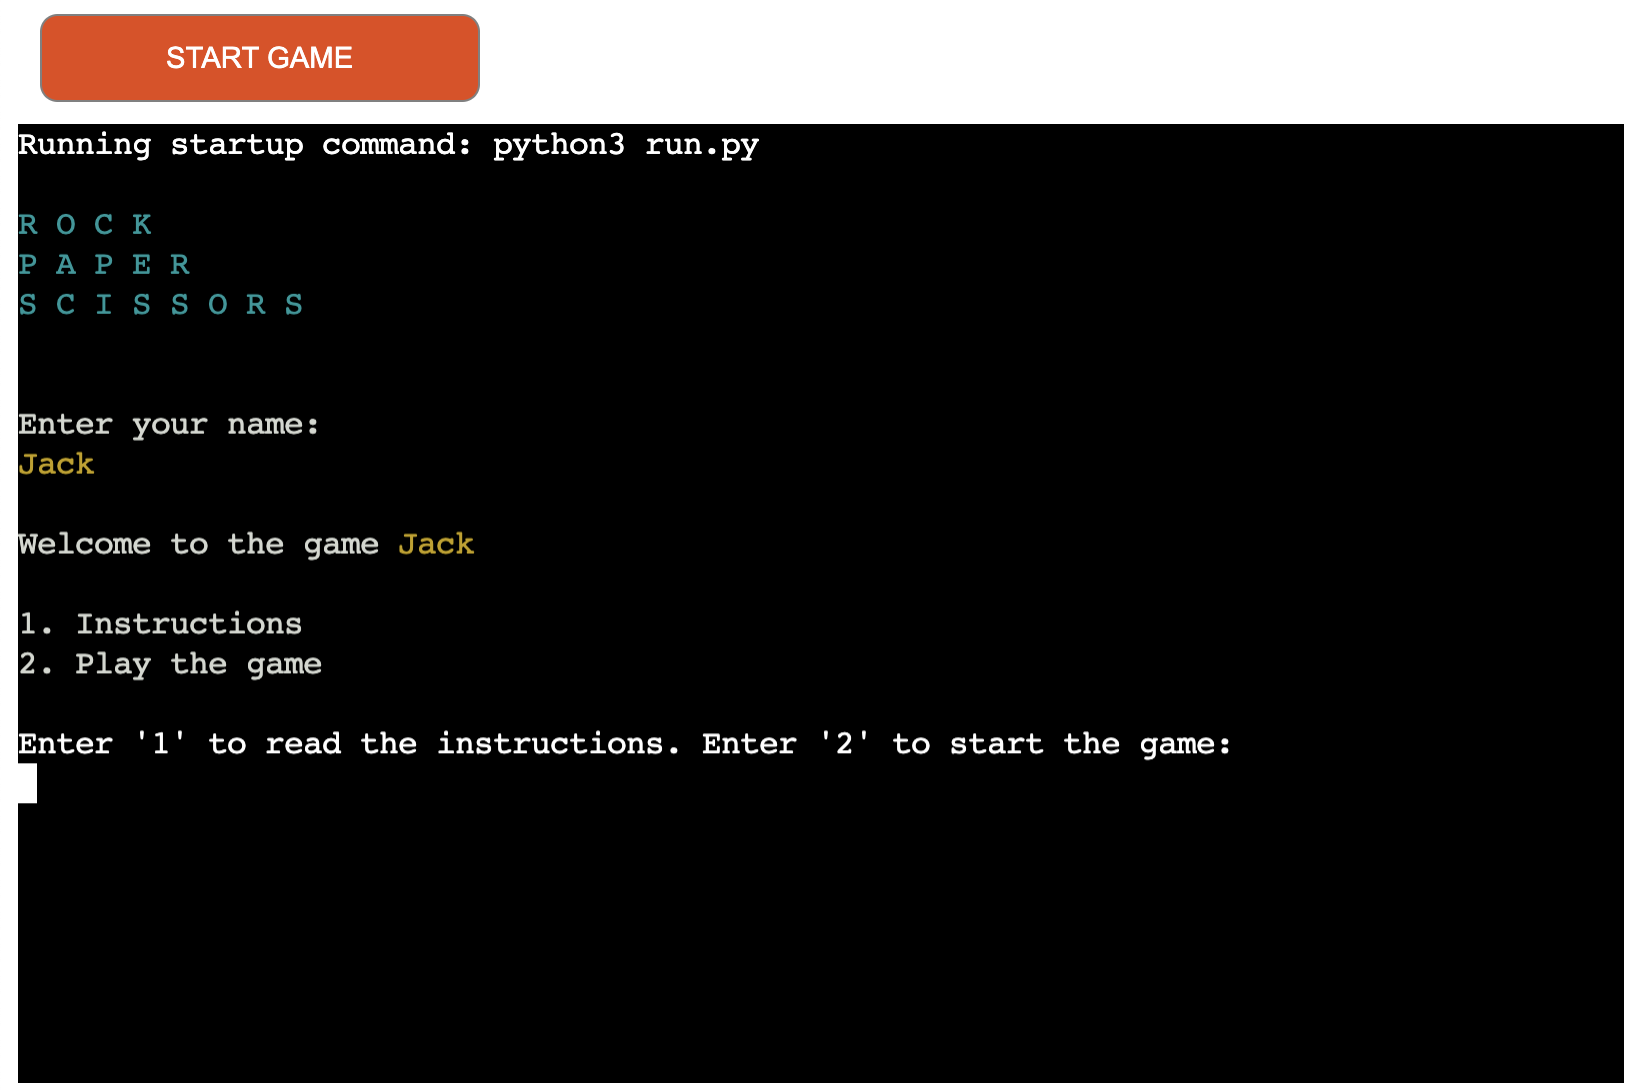 START GAME
Running startup command: python3 run.py
R O C K
P A P E R
S C I S S O R S
Enter your name:
Jack
Welcome to the game Jack
1. Instructions
2. Play the game
Enter '1' to read the instructions. Enter '2' to start the game: